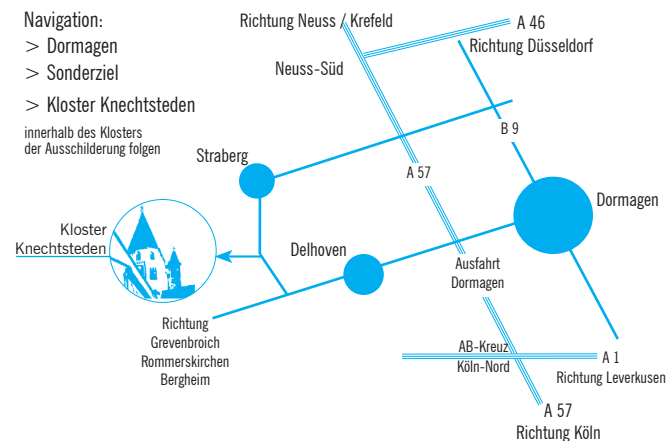 Navigation:
> Dormagen
> Sonderziel
> Kloster Knechtsteden
innerhalb des Klosters
der Ausschilderung folgen
Richtung Neuss / Krefeld
A 46
Richtung Düsseldorf
Neuss-Süd
B 9
Straberg
A 57
Dormagen
Kloster
Knechtsteden
Delhoven
Ausfahrt
Dormagen
Richtung
Grevenbroich
Rommerskirchen
Bergheim
AB-Kreuz
Köln-Nord
A 1
Richtung Leverkusen
A 57
Richtung Köln